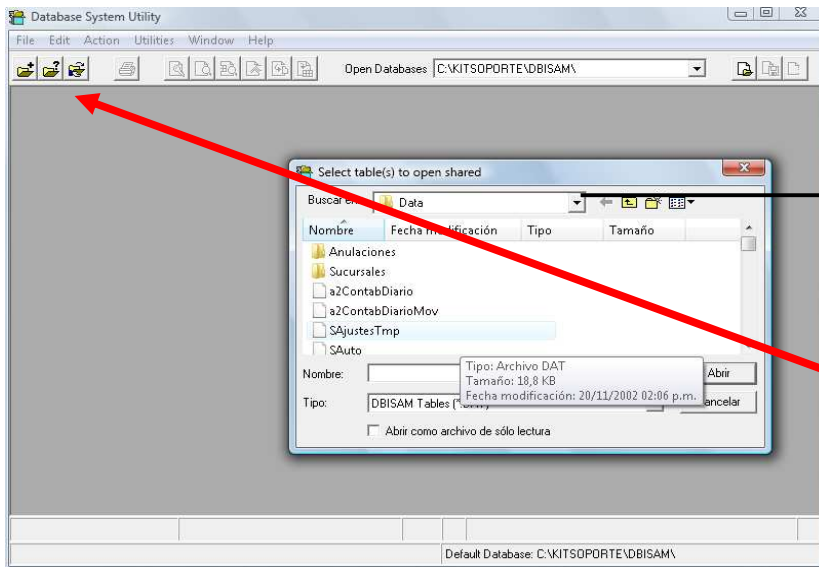 Database System Utility
File Edit Action Utilities Window Help
Open Databases C:\KITSOPORTE\DBISAM\
Select table(s) to open shared
Buscar en: Data
Nombre Fecha modificación Tipo Tamaño
Anulaciones
Sucursales
a2ContabDiario
a2ContabDiarioMov
SAjustesTmp
SAuto
Nombre: Abrir
Tipo: DBISAM Tables Cancelar
Tipo: Archivo DAT
Tamaño: 18,8 KB
Fecha modificación: 20/11/2002 02:06 p.m.
Abrir como archivo de sólo lectura
Default Database: C:\KITSOPORTE\DBISAM\